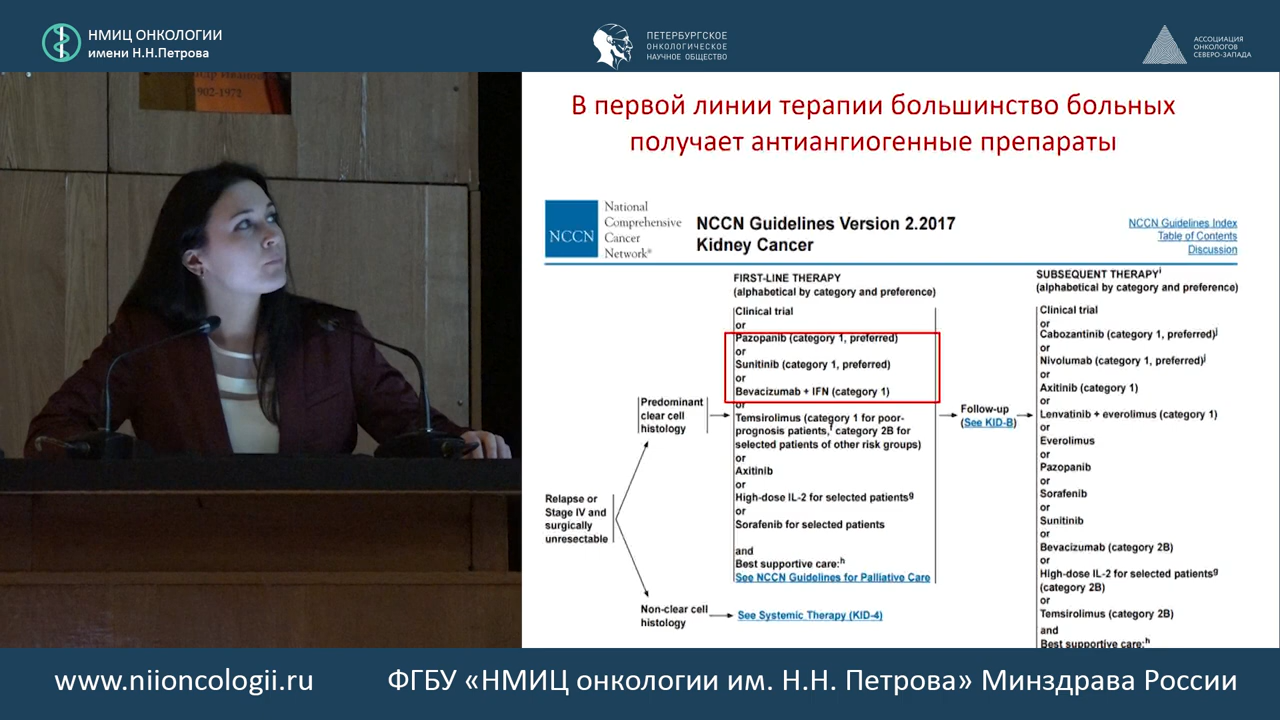 НМИЦ ОНКОЛОГИИ
имени Н.Н.Петрова
ПЕТЕРБУРГСКОЕ
ОНКОЛОГИЧЕСКОЕ
НАУЧНОЕ ОБЩЕСТВО
АССОЦИАЦИЯ
ОНКОЛОГОВ
СЕВЕРО-ЗАПАДА
902-1972
В первой линии терапии большинство больных
получает антиангиогенные препараты
NCCN
National
Comprehensive
Cancer
Network®
NCCN Guidelines Version 2.2017
Kidney Cancer
NCCN Guidelines Index
Table of Contents
Discussion
Relapse or
Stage IV and
surgically
unresectable
Predominant
clear cell
histology
FIRST-LINE THERAPY
(alphabetical by category and preference)
Clinical trial
or
Pazopanib (category 1, preferred)
or
Sunitinib (category 1, preferred)
or
Bevacizumab + IFN (category 1)
or
Temsirolimus (category 1 for poor-
prognosis patients,f category 2B for
selected patients of other risk groups)
or
Axitinib
or
High-dose IL-2 for selected patientsg
or
Sorafenib for selected patients
and
Best supportive care:h
See NCCN Guidelines for Palliative Care
Follow-up
(See KID-B)
SUBSEQUENT THERAPYi
(alphabetical by category and preference)
Clinical trial
or
Cabozantinib (category 1, preferred)j
or
Nivolumab (category 1, preferred)j
or
Axitinib (category 1)
or
Lenvatinib + everolimus (category 1)
or
Everolimus
or
Pazopanib
or
Sorafenib
or
Sunitinib
or
Bevacizumab (category 2B)
or
High-dose IL-2 for selected patientsg
(category 2B)
or
Temsirolimus (category 2B)
and
Best supportive care:h
Non-clear cell
histology
See Systemic Therapy (KID-4)
www.niioncologii.ru
ФГБУ «НМИЦ онкологии им. Н.Н. Петрова» Минздрава России